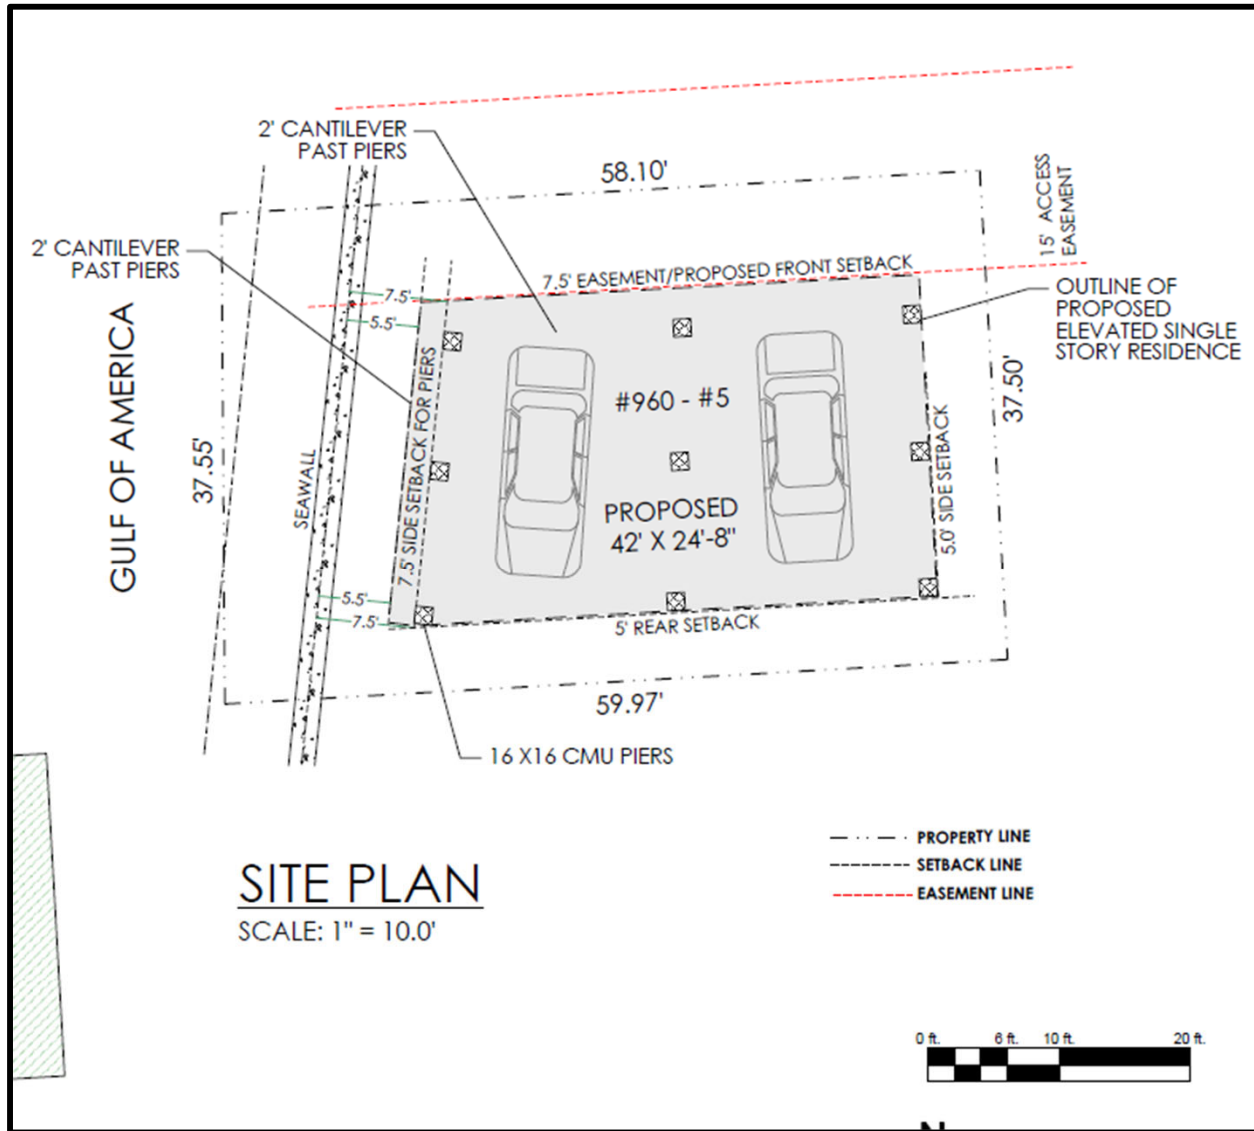 2' CANTILEVER
PAST PIERS
58.10'
15' ACCESS
EASEMENT
2' CANTILEVER
PAST PIERS
7.5' EASEMENT/PROPOSED FRONT SETBACK
7.5'
5.5'
OUTLINE OF
PROPOSED
ELEVATED SINGLE
STORY RESIDENCE
GULF OF AMERICA
37.55'
SEAWALL
7.5' SIDE SETBACK FOR PIERS
#960 - #5
PROPOSED
42' X 24'-8"
5.0' SIDE SETBACK
37.50'
5.5'
7.5'
5' REAR SETBACK
59.97'
16 X16 CMU PIERS
SITE PLAN
SCALE: 1" = 10.0'
PROPERTY LINE
SETBACK LINE
EASEMENT LINE
0 ft. 6 ft. 10 ft. 20 ft.